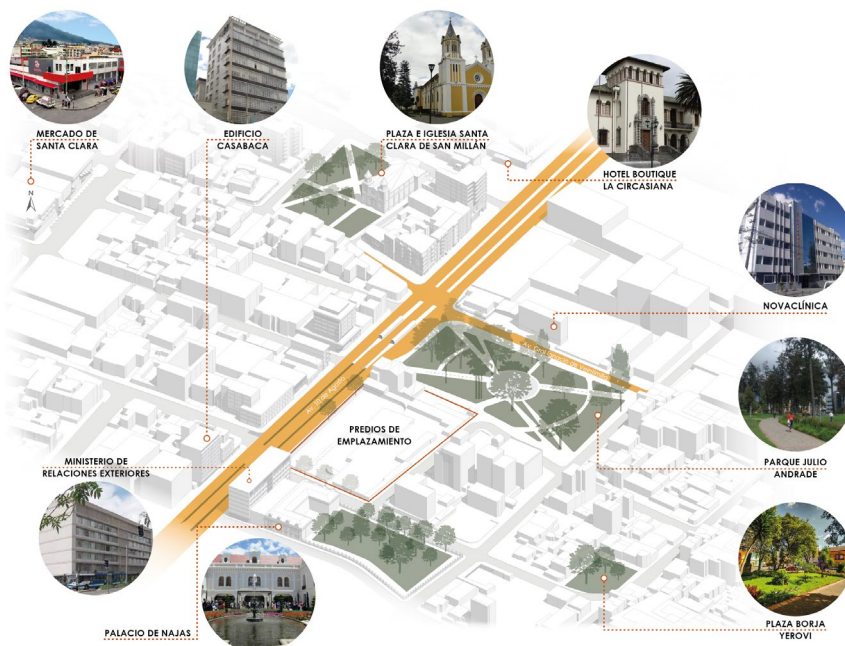 MERCADO DE
SANTA CLARA
EDIFICIO
CASABACA
PLAZA E IGLESIA SANTA
CLARA DE SAN MILLÁN
HOTEL BOUTIQUE
LA CIRCASIANA
N
NOVACLÍNICA
PREDIOS DE
EMPLAZAMIENTO
MINISTERIO DE
RELACIONES EXTERIORES
PARQUE JULIO
ANDRADE
PALACIO DE NAJAS
PLAZA BORJA
YEROVI